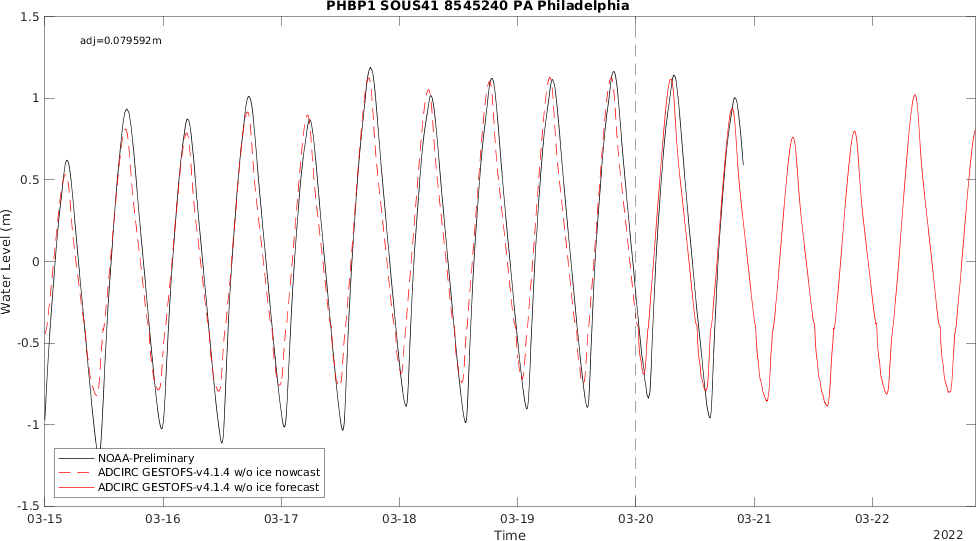 PHBP1 SOUS41 8545240 PA Philadelphia
adj=0.079592m
1.5
1
0.5
0
-0.5
-1
-1.5
Water Level (m)
NOAA-Preliminary
ADCIRC GESTOFS-v4.1.4 w/o ice nowcast
ADCIRC GESTOFS-v4.1.4 w/o ice forecast
03-15 03-16 03-17 03-18 03-19 03-20 03-21 03-22
Time
2022